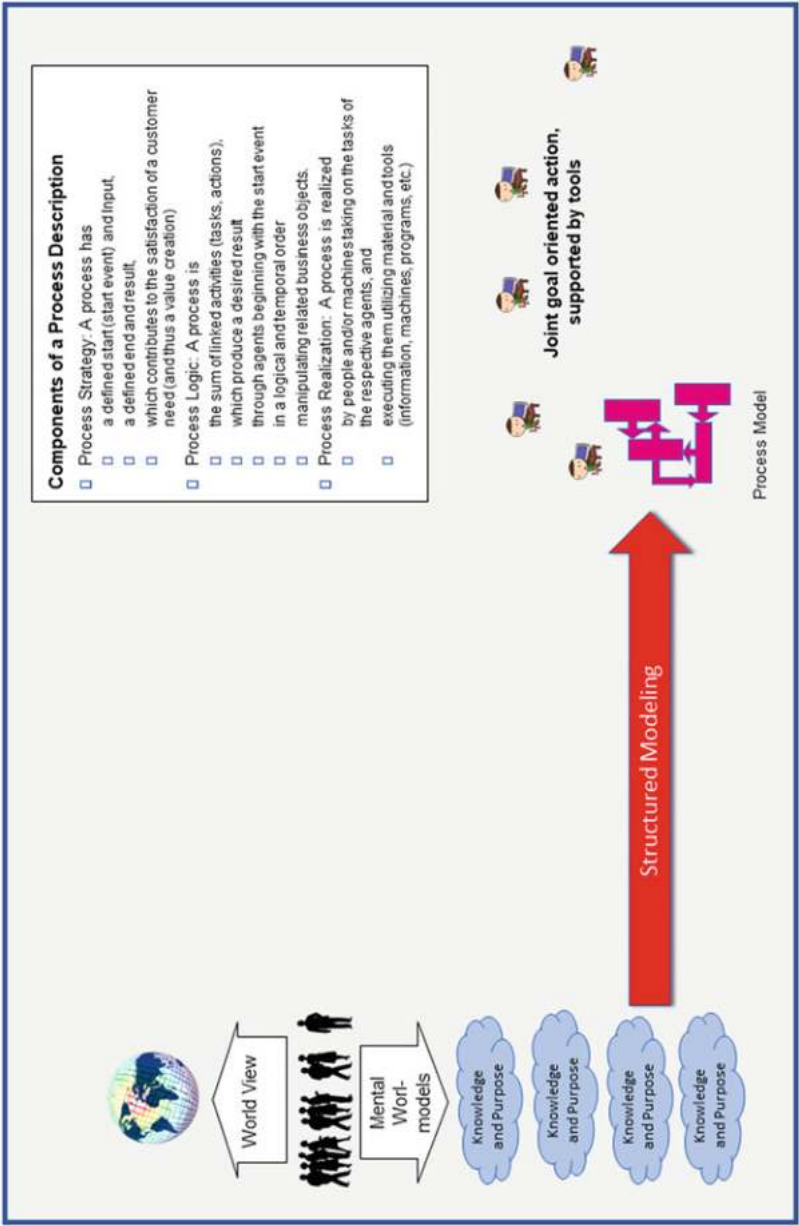 World View
Mental
Worl-
models
Knowledge
and Purpose
Knowledge
and Purpose
Knowledge
and Purpose
Knowledge
and Purpose
Structured Modeling
Components of a Process Description
Process Strategy: A process has
a defined start (start event) and Input,
a defined end and result,
which contributes to the satisfaction of a customer
need (and thus a value creation)
Process Logic: A process is
the sum of linked activities (tasks, actions),
which produce a desired result
through agents beginning with the start event
in a logical and temporal order
manipulating related business objects.
Process Realization: A process is realized
by people and/or machines taking on the tasks of
the respective agents, and
executing them utilizing material and tools
(information, machines, programs, etc.)
Joint goal oriented action,
supported by tools
Process Model